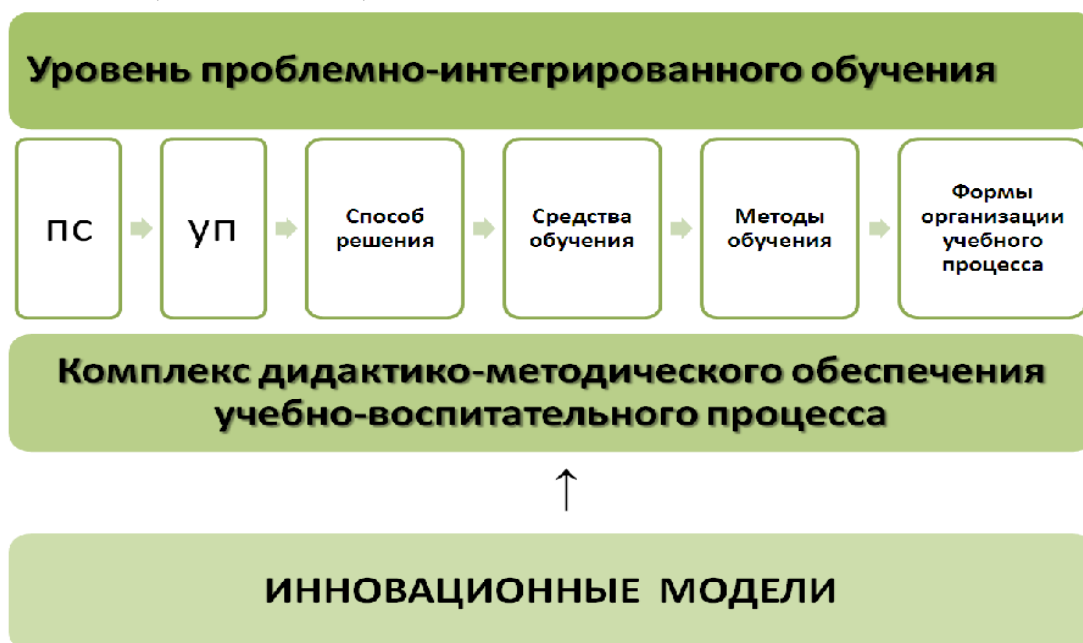 Уровень проблемно-интегрированного обучения
пс
уп
Способ
решения
Средства
обучения
Методы
обучения
Формы
организации
учебного
процесса
Комплекс дидактико-методического обеспечения
учебно-воспитательного процесса
ИННОВАЦИОННЫЕ МОДЕЛИ